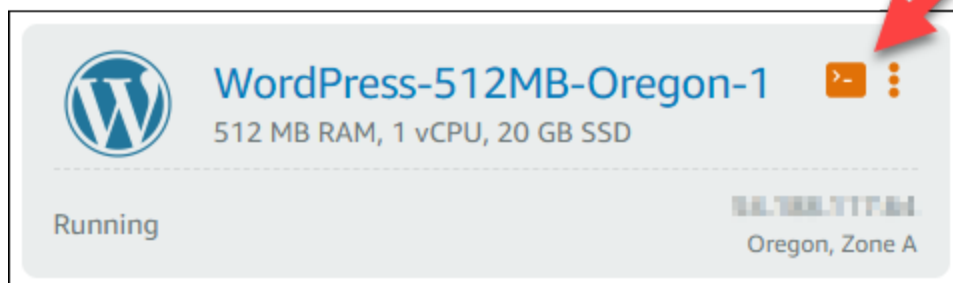 WordPress-512MB-Oregon-1
512 MB RAM, 1 vCPU, 20 GB SSD
Running
Oregon, Zone A